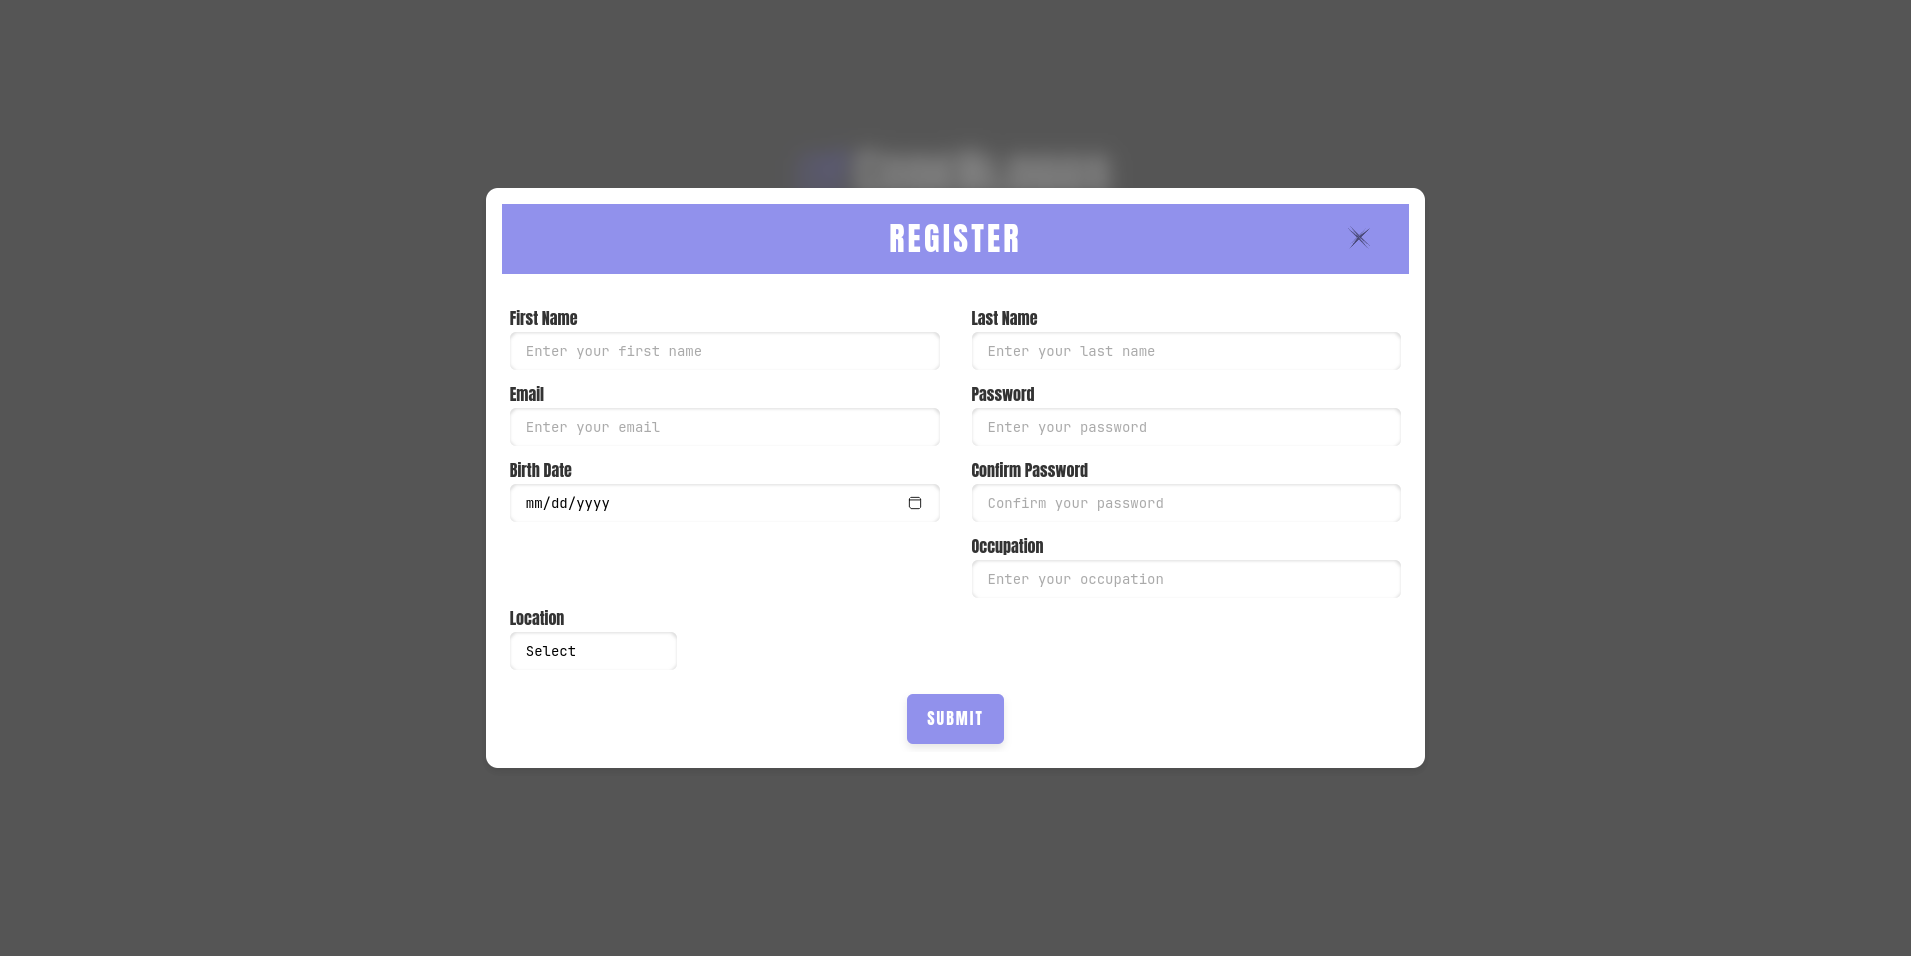 REGISTER
First Name
Enter your first name
Last Name
Enter your last name
Email
Enter your email
Password
Enter your password
Birth Date
mm/dd/yyyy
Confirm Password
Confirm your password
Occupation
Enter your occupation
Location
Select
SUBMIT